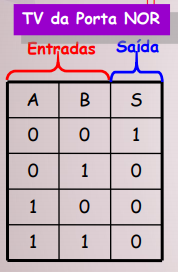 TV da Porta NOR
Entradas Saída
A B S
0 0 1
0 1 0
1 0 0
1 1 0